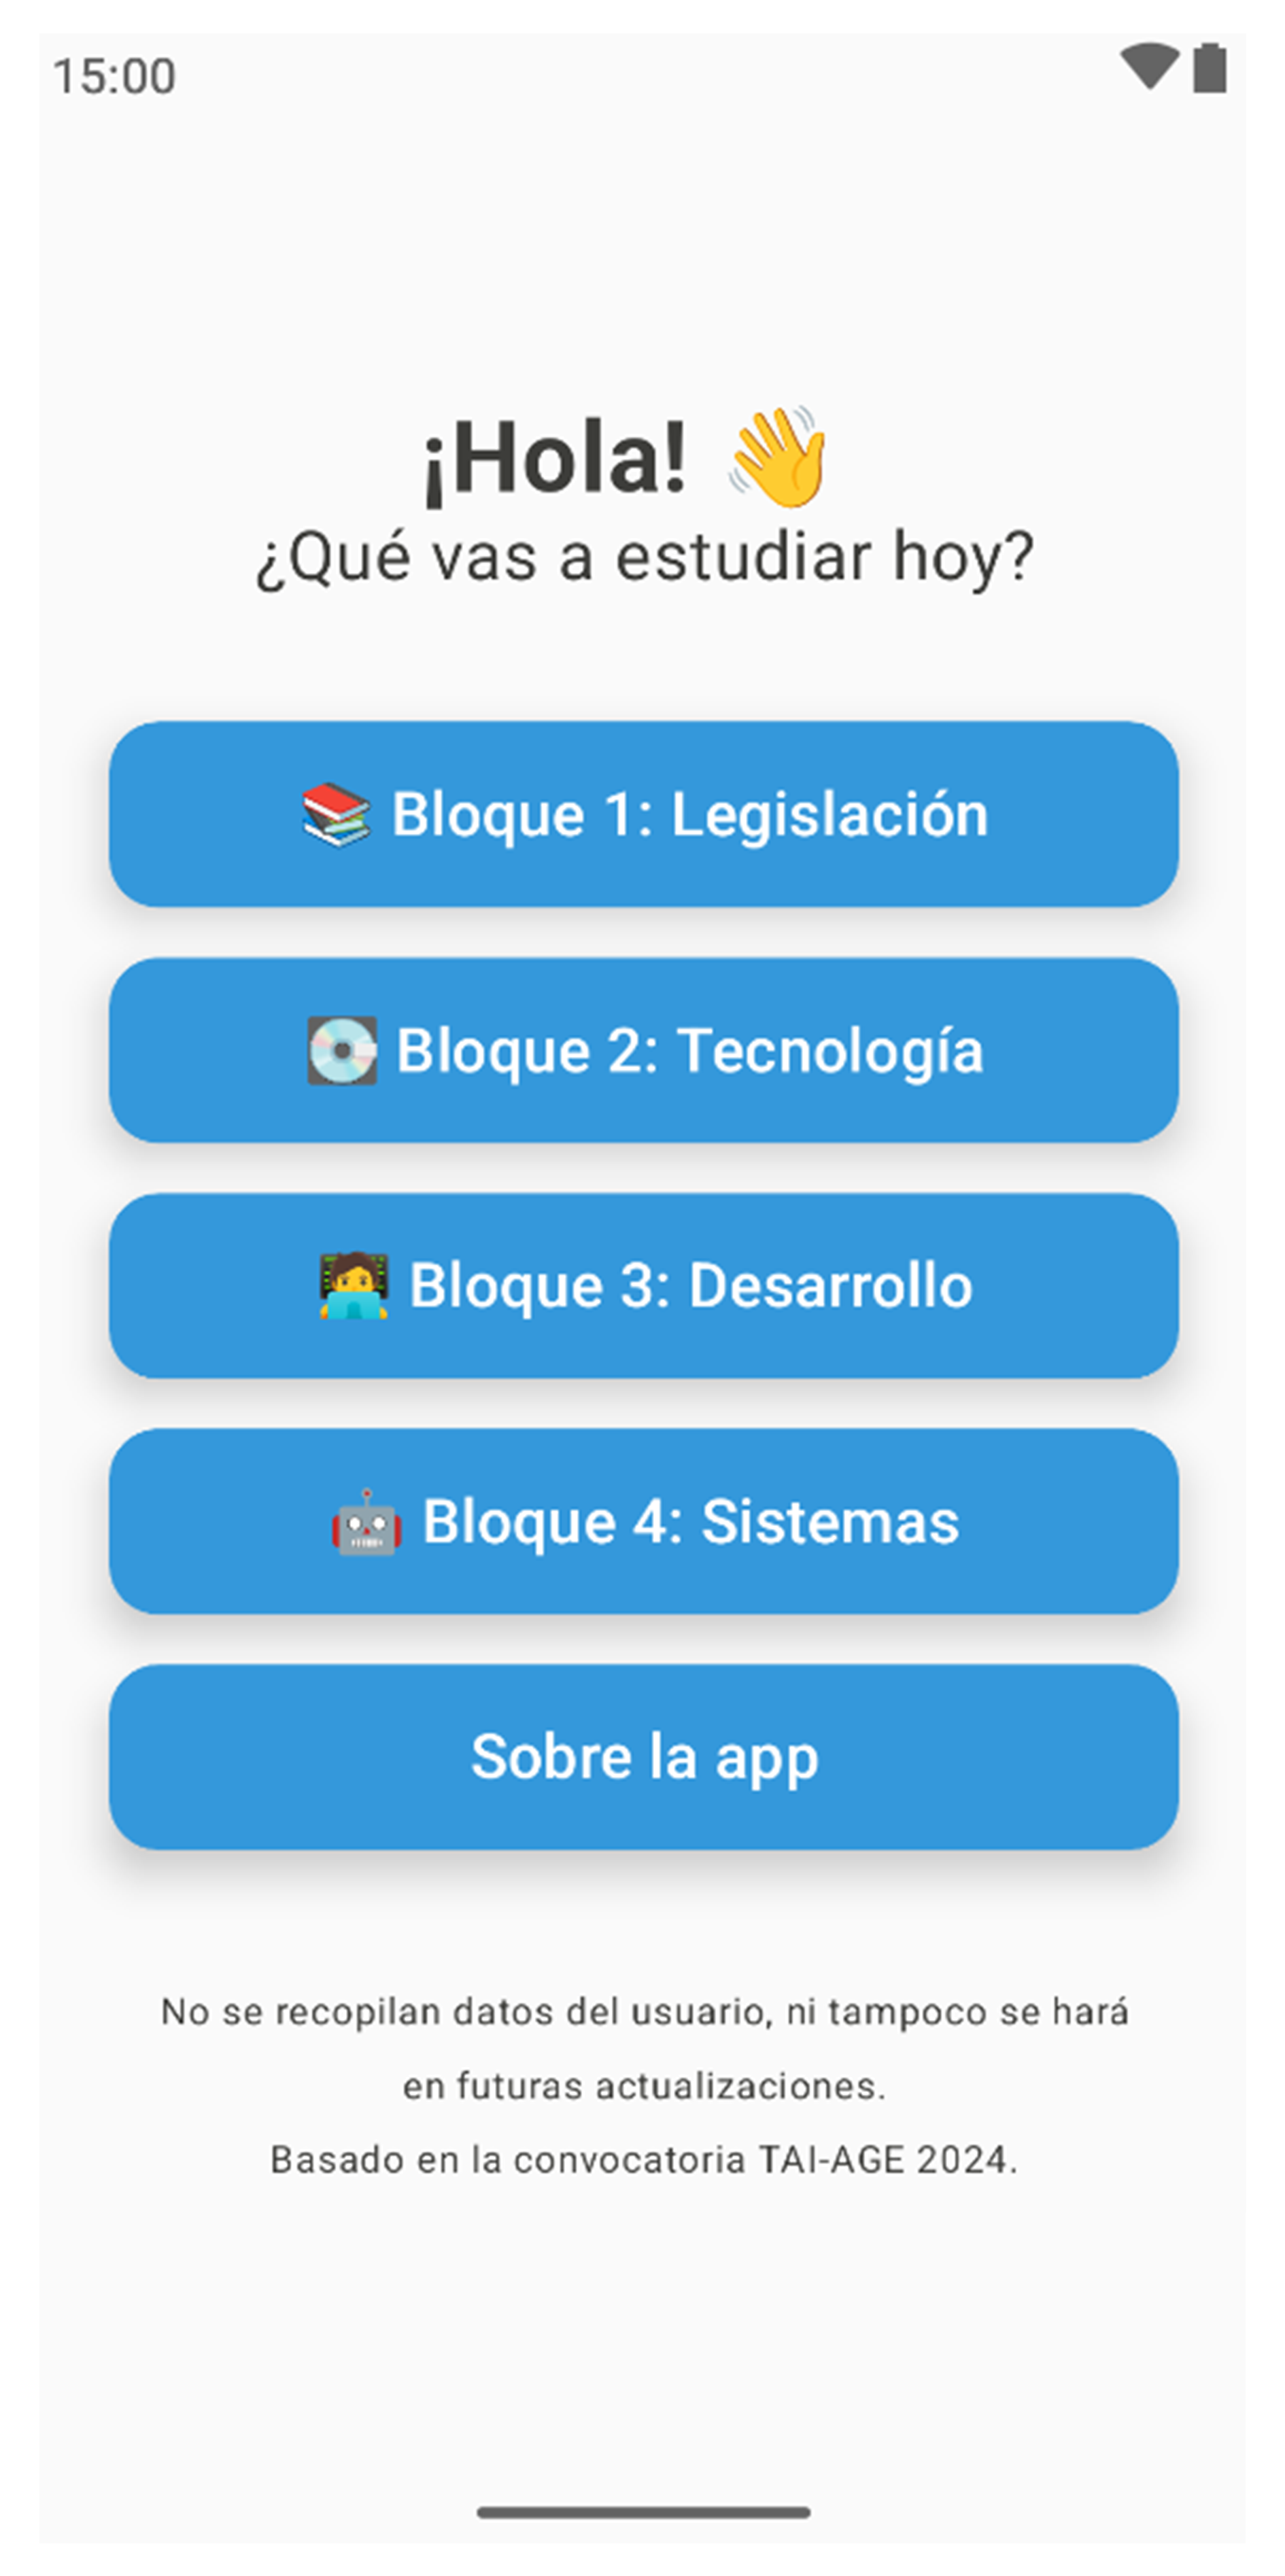 15:00
¡Hola! 👋
¿Qué vas a estudiar hoy?
📚 Bloque 1: Legislación
💽 Bloque 2: Tecnología
🧑‍💻 Bloque 3: Desarrollo
🤖 Bloque 4: Sistemas
Sobre la app
No se recopilan datos del usuario, ni tampoco se hará
en futuras actualizaciones.
Basado en la convocatoria TAI-AGE 2024.